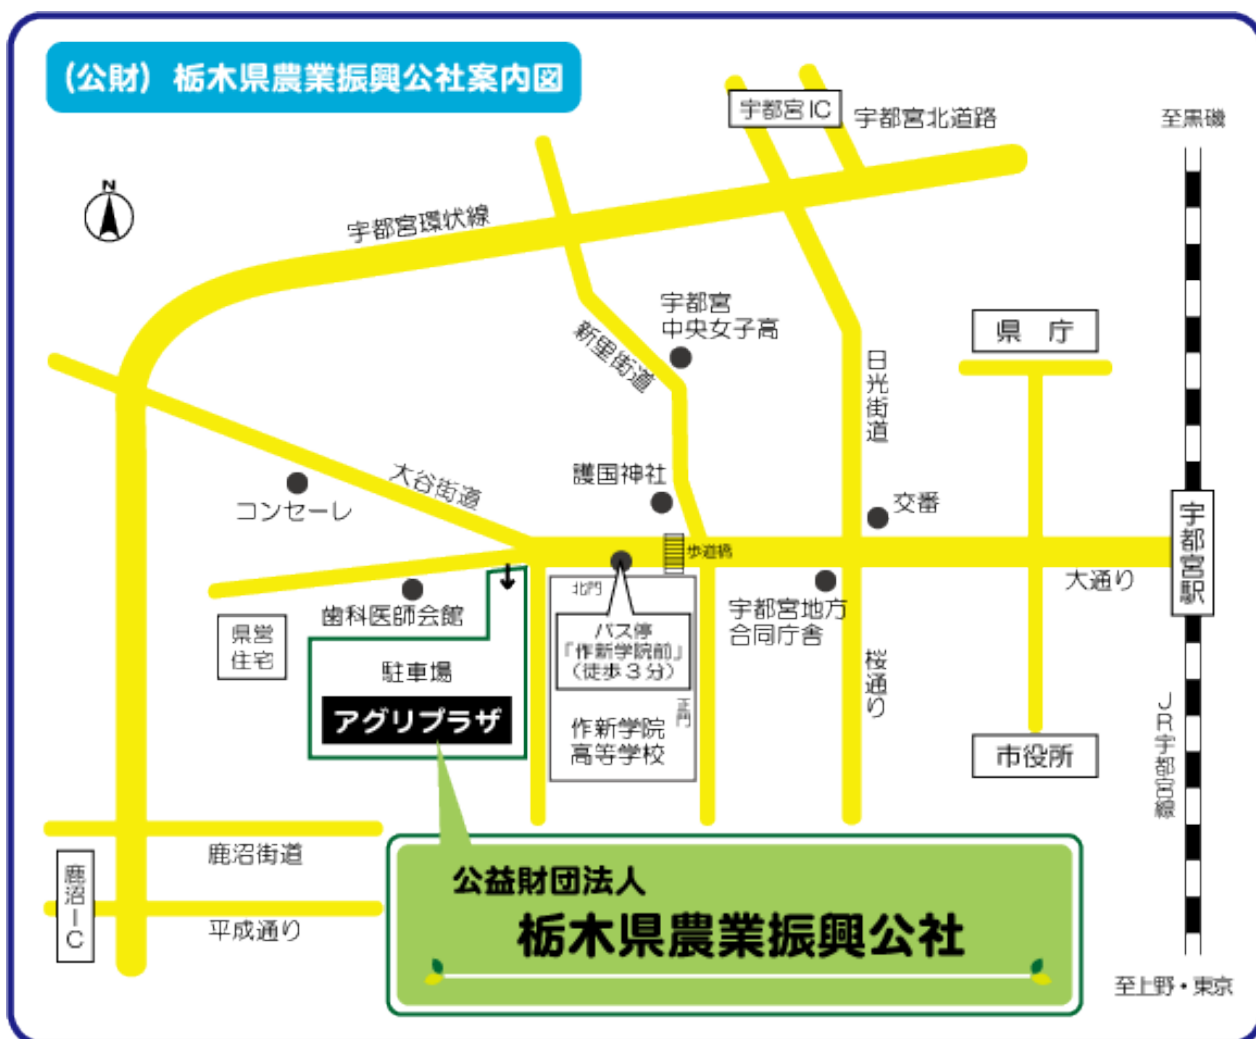 (公財) 栃木県農業振興公社案内図
宇都宮IC
宇都宮北道路
至黒磯
N
宇都宮環状線
宇都宮
中央女子高
新里街道
県 庁
日光街道
大谷街道
コンセーレ
護国神社
交番
宇都宮駅
歩道橋
大通り
北門
歯科医師会館
県営
住宅
バス停
「作新学院前」
(徒歩3分)
宇都宮地方
合同庁舎
桜通り
駐車場
アグリプラザ
正門
作新学院
高等学校
市役所
JR宇都宮線
鹿沼街道
鹿沼IC
平成通り
公益財団法人
栃木県農業振興公社
至上野・東京